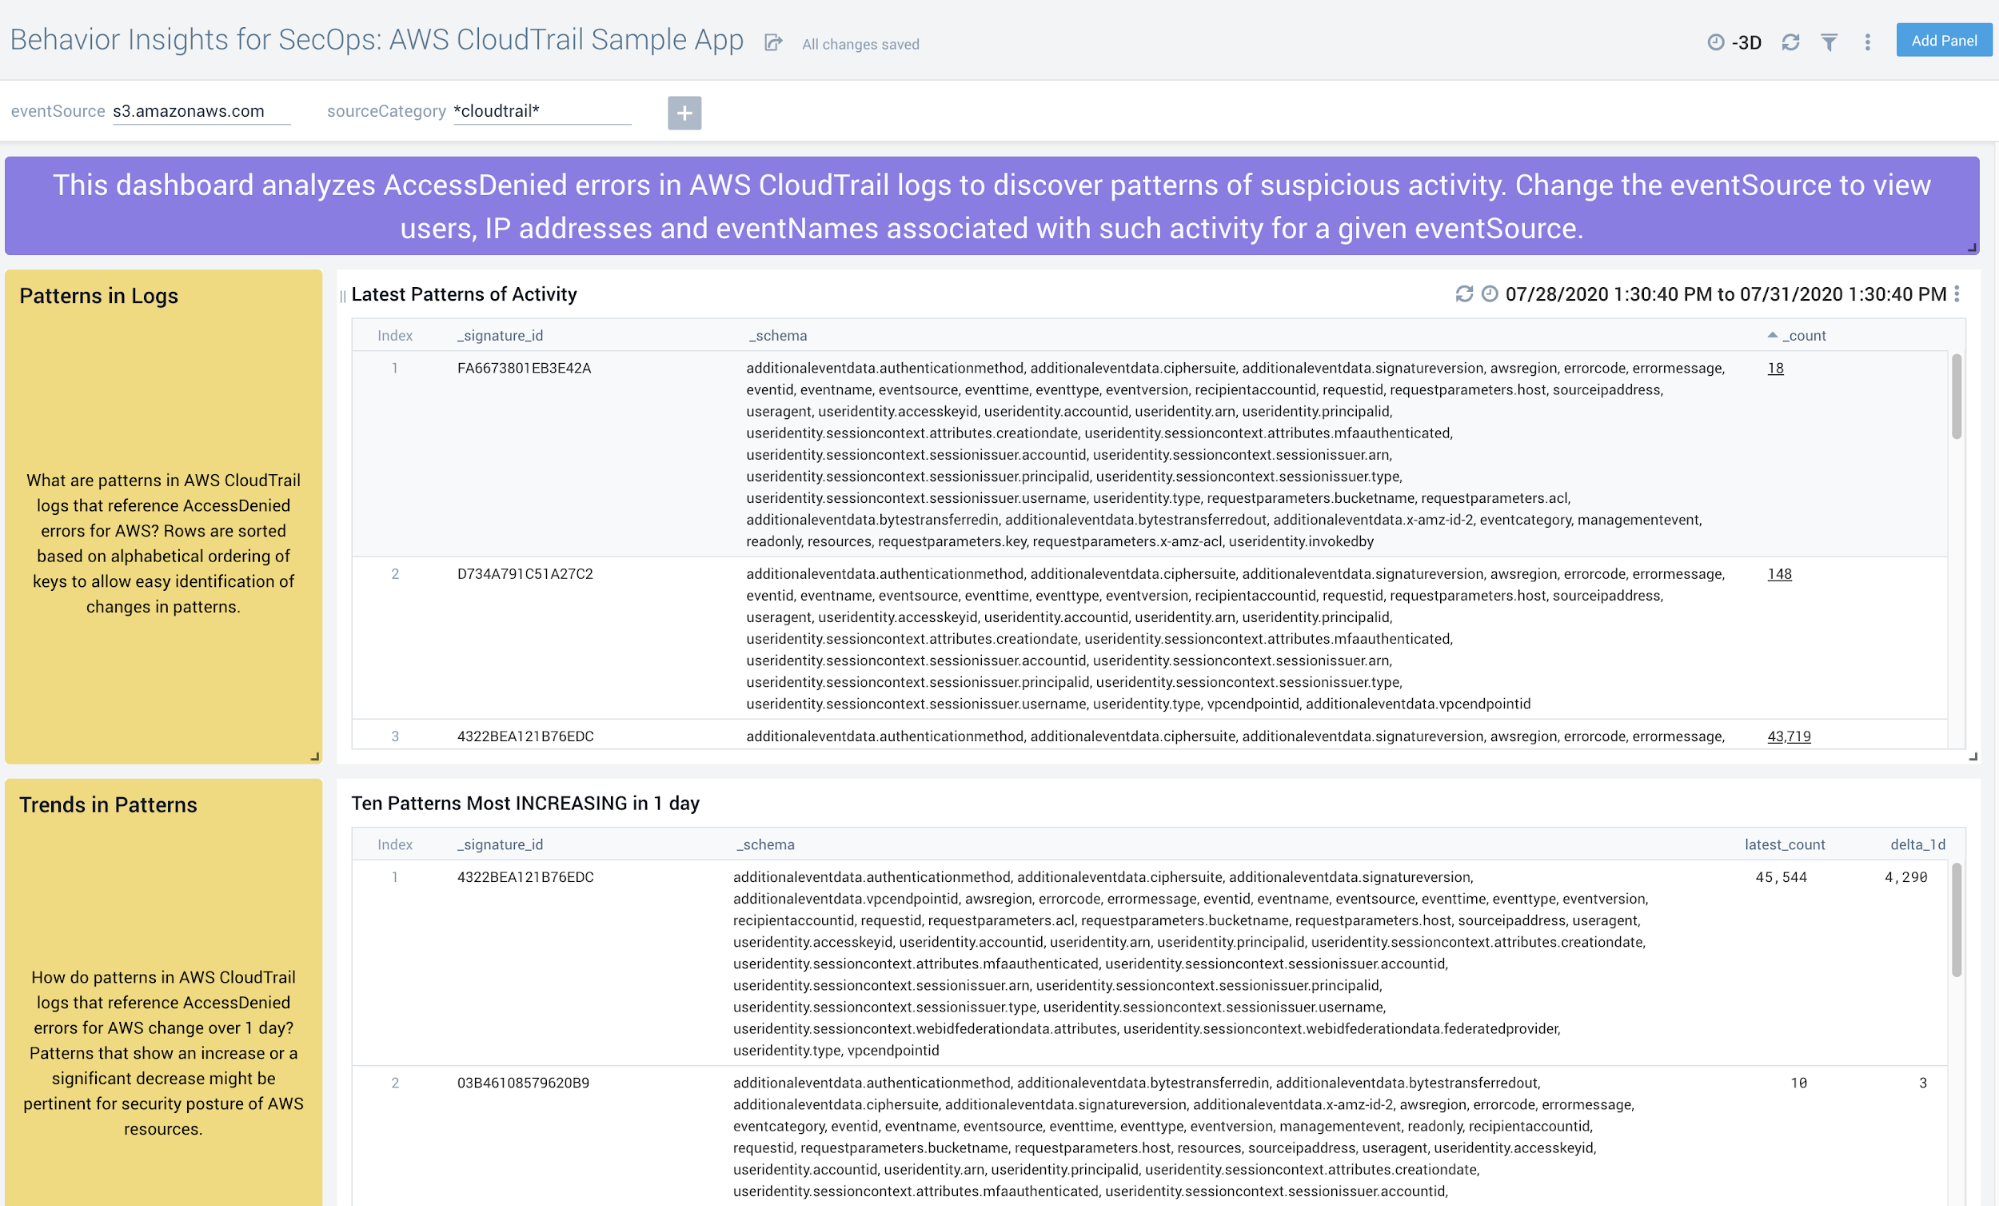 Behavior Insights for SecOps: AWS CloudTrail Sample App
All changes saved
-3D
Add Panel
eventSource s3.amazonaws.com
sourceCategory *cloudtrail*
This dashboard analyzes AccessDenied errors in AWS CloudTrail logs to discover patterns of suspicious activity. Change the eventSource to view
users, IP addresses and eventNames associated with such activity for a given eventSource.
Patterns in Logs
What are patterns in AWS CloudTrail
logs that reference AccessDenied
errors for AWS? Rows are sorted
based on alphabetical ordering of
keys to allow easy identification of
changes in patterns.
Latest Patterns of Activity
07/28/2020 1:30:40 PM to 07/31/2020 1:30:40 PM
Index _signature_id _schema _count
1 FA6673801EB3E42A additionaleventdata.authenticationmethod, additionaleventdata.ciphersuite, additionaleventdata.signatureversion, awsregion, errorcode, errormessage, 18
eventid, eventname, eventsource, eventtime, eventtype, eventversion, recipientaccountid, requestid, requestparameters.host, sourceipaddress,
useragent, useridentity.accesskeyid, useridentity.accountid, useridentity.arn, useridentity.principalid,
useridentity.sessioncontext.attributes.creationdate, useridentity.sessioncontext.attributes.mfaauthenticated,
useridentity.sessioncontext.sessionissuer.accountid, useridentity.sessioncontext.sessionissuer.arn,
useridentity.sessioncontext.sessionissuer.principalid, useridentity.sessioncontext.sessionissuer.type,
useridentity.sessioncontext.sessionissuer.username, useridentity.type, requestparameters.bucketname, requestparameters.acl,
additionaleventdata.bytestransferredin, additionaleventdata.bytestransferredout, additionaleventdata.x-amz-id-2, eventcategory, managementevent,
readonly, resources, requestparameters.key, requestparameters.x-amz-acl, useridentity.invokedby
2 D734A791C51A27C2 additionaleventdata.authenticationmethod, additionaleventdata.ciphersuite, additionaleventdata.signatureversion, awsregion, errorcode, errormessage, 148
eventid, eventname, eventsource, eventtime, eventtype, eventversion, recipientaccountid, requestid, requestparameters.host, sourceipaddress,
useragent, useridentity.accesskeyid, useridentity.accountid, useridentity.arn, useridentity.principalid,
useridentity.sessioncontext.attributes.creationdate, useridentity.sessioncontext.attributes.mfaauthenticated,
useridentity.sessioncontext.sessionissuer.accountid, useridentity.sessioncontext.sessionissuer.arn,
useridentity.sessioncontext.sessionissuer.principalid, useridentity.sessioncontext.sessionissuer.type,
useridentity.sessioncontext.sessionissuer.username, useridentity.type, vpcendpointid, additionaleventdata.vpcendpointid
3 4322BEA121B76EDC additionaleventdata.authenticationmethod, additionaleventdata.ciphersuite, additionaleventdata.signatureversion, awsregion, errorcode, errormessage, 43,719
Trends in Patterns
How do patterns in AWS CloudTrail
logs that reference AccessDenied
errors for AWS change over 1 day?
Patterns that show an increase or a
significant decrease might be
pertinent for security posture of AWS
resources.
Ten Patterns Most INCREASING in 1 day
Index _signature_id _schema latest_count delta_1d
1 4322BEA121B76EDC additionaleventdata.authenticationmethod, additionaleventdata.ciphersuite, additionaleventdata.signatureversion, 45,544 4,290
additionaleventdata.vpcendpointid, awsregion, errorcode, errormessage, eventid, eventname, eventsource, eventtime, eventtype, eventversion,
recipientaccountid, requestid, requestparameters.acl, requestparameters.bucketname, requestparameters.host, sourceipaddress, useragent,
useridentity.accesskeyid, useridentity.accountid, useridentity.arn, useridentity.principalid, useridentity.sessioncontext.attributes.creationdate,
useridentity.sessioncontext.attributes.mfaauthenticated, useridentity.sessioncontext.sessionissuer.accountid,
useridentity.sessioncontext.sessionissuer.arn, useridentity.sessioncontext.sessionissuer.principalid,
useridentity.sessioncontext.sessionissuer.type, useridentity.sessioncontext.sessionissuer.username,
useridentity.sessioncontext.webidfederationdata.attributes, useridentity.sessioncontext.webidfederationdata.federatedprovider,
useridentity.type, vpcendpointid
2 03B46108579620B9 additionaleventdata.authenticationmethod, additionaleventdata.bytestransferredin, additionaleventdata.bytestransferredout, 10 3
additionaleventdata.ciphersuite, additionaleventdata.signatureversion, additionaleventdata.x-amz-id-2, awsregion, errorcode, errormessage,
eventcategory, eventid, eventname, eventsource, eventtime, eventtype, eventversion, managementevent, readonly, recipientaccountid,
requestid, requestparameters.bucketname, requestparameters.host, resources, sourceipaddress, useragent, useridentity.accesskeyid,
useridentity.accountid, useridentity.arn, useridentity.principalid, useridentity.sessioncontext.attributes.creationdate,
useridentity.sessioncontext.attributes.mfaauthenticated, useridentity.sessioncontext.sessionissuer.accountid,